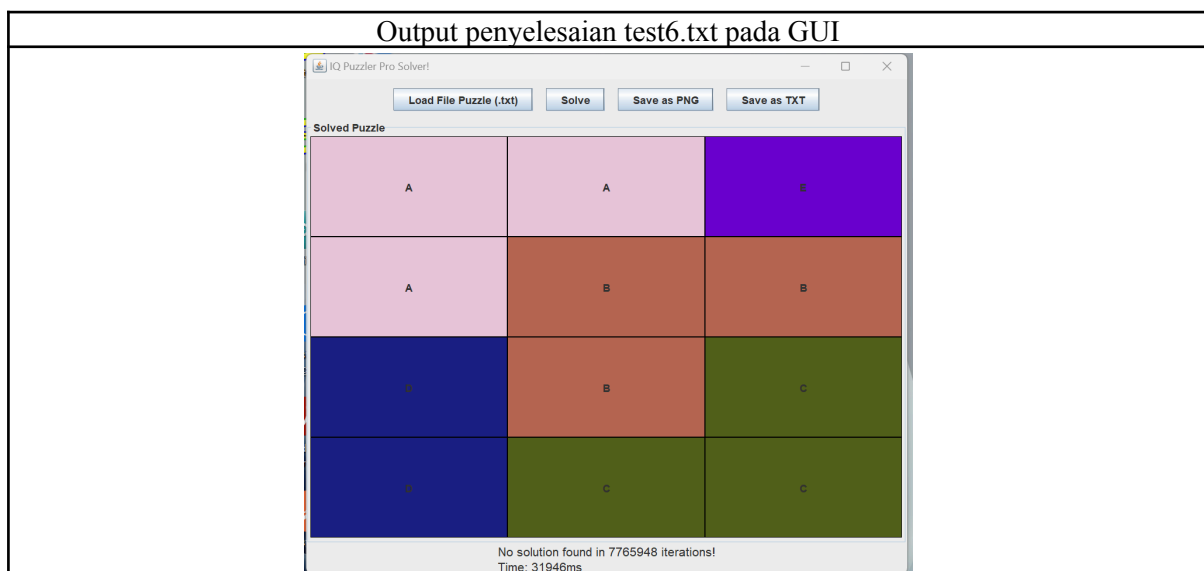 Output penyelesaian test6.txt pada GUI
IQ Puzzler Pro Solver!
Load File Puzzle (.txt) Solve Save as PNG Save as TXT
Solved Puzzle
A A E
A B B
D B C
D C C
No solution found in 7765948 iterations!
Time: 31946ms